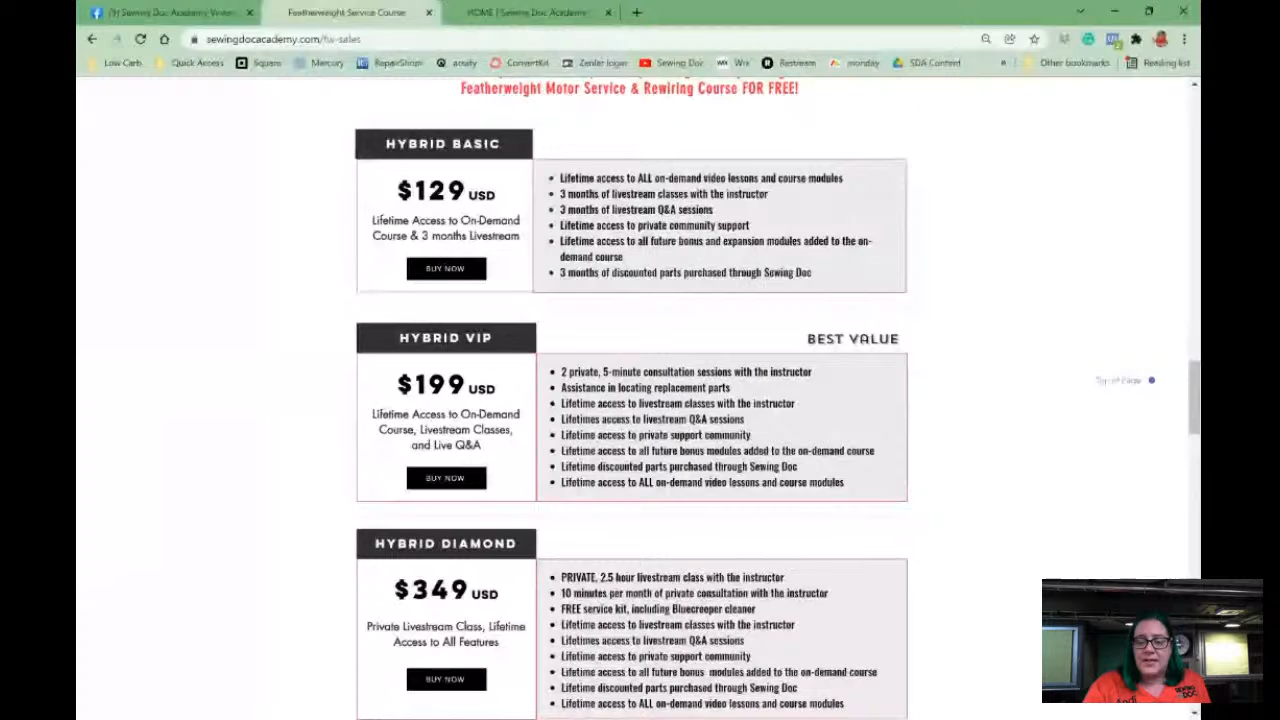 Sewing Doc Academy
Featherweight Service Course
HOME | Sewing Doc Academy
sewingdocacademy.com/fw-sales
Low Carb
Quick Access
Square
Mercury
RepairShopr
acuity
ConvertKit
Zenler login
Sewing Doc
Wix
Restream
monday
SDA Content
»
Other bookmarks
Reading list
Featherweight Motor Service & Rewiring Course FOR FREE!
HYBRID BASIC
$129 USD
Lifetime Access to On-Demand
Course & 3 months Livestream
BUY NOW
• Lifetime access to ALL on-demand video lessons and course modules
• 3 months of livestream classes with the instructor
• 3 months of livestream Q&A sessions
• Lifetime access to private community support
• Lifetime access to all future bonus and expansion modules added to the on-
demand course
• 3 months of discounted parts purchased through Sewing Doc
HYBRID VIP
BEST VALUE
$199 USD
Lifetime Access to On-Demand
Course, Livestream Classes,
and Live Q&A
BUY NOW
• 2 private, 5-minute consultation sessions with the instructor
• Assistance in locating replacement parts
• Lifetime access to livestream classes with the instructor
• Lifetimes access to livestream Q&A sessions
• Lifetime access to private support community
• Lifetime access to all future bonus modules added to the on-demand course
• Lifetime discounted parts purchased through Sewing Doc
• Lifetime access to ALL on-demand video lessons and course modules
Top of Page
HYBRID DIAMOND
$349 USD
Private Livestream Class, Lifetime
Access to All Features
BUY NOW
• PRIVATE, 2.5 hour livestream class with the instructor
• 10 minutes per month of private consultation with the instructor
• FREE service kit, including Bluecreeper cleaner
• Lifetime access to livestream classes with the instructor
• Lifetimes access to livestream Q&A sessions
• Lifetime access to private support community
• Lifetime access to all future bonus modules added to the on-demand course
• Lifetime discounted parts purchased through Sewing Doc
• Lifetime access to ALL on-demand video lessons and course modules
SEWING
DOC